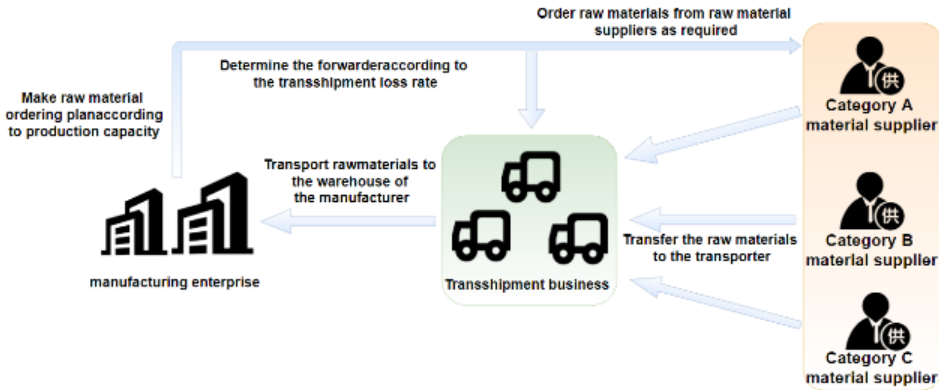 Order raw materials from raw material
suppliers as required
Determine the forwarderaccording to
the transshipment loss rate
Make raw material
ordering planaccording
to production capacity
供
Category A
material supplier
Transport rawmaterials to
the warehouse of
the manufacturer
供
Category B
material supplier
Transfer the raw materials
to the transporter
manufacturing enterprise
Transshipment business
供
Category C
material supplier